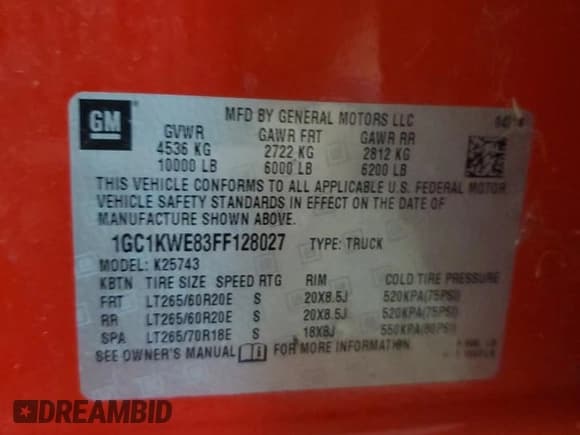 GM
MFD BY GENERAL MOTORS LLC
GVWR GAWR FRT GAWR RR
4536 KG 2722 KG 2812 KG
10000 LB 6000 LB 6200 LB
THIS VEHICLE CONFORMS TO ALL APPLICABLE U.S. FEDERAL MOTOR
VEHICLE SAFETY STANDARDS IN EFFECT ON THE DATE OF
MANUFACTURE SHOWN ABOVE.
1GC1KWE83FF128027 TYPE: TRUCK
MODEL: K25743
KBTN TIRE SIZE SPEED RTG RIM COLD TIRE PRESSURE
FRT LT265/60R20E S 20X8.5J 520KPA(75PSI)
RR LT265/60R20E S 20X8.5J 520KPA(75PSI)
SPA LT265/70R18E S 18X8J 550KPA(80PSI)
SEE OWNER'S MANUAL FOR MORE INFORMATION
DREAMBID